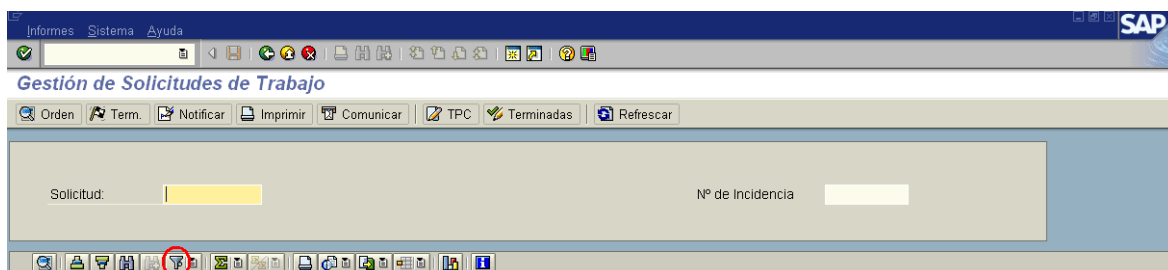 Informes Sistema Ayuda
SAP
Gestión de Solicitudes de Trabajo
Orden Term. Notificar Imprimir Comunicar TPC Terminadas Refrescar
Solicitud: Nº de Incidencia